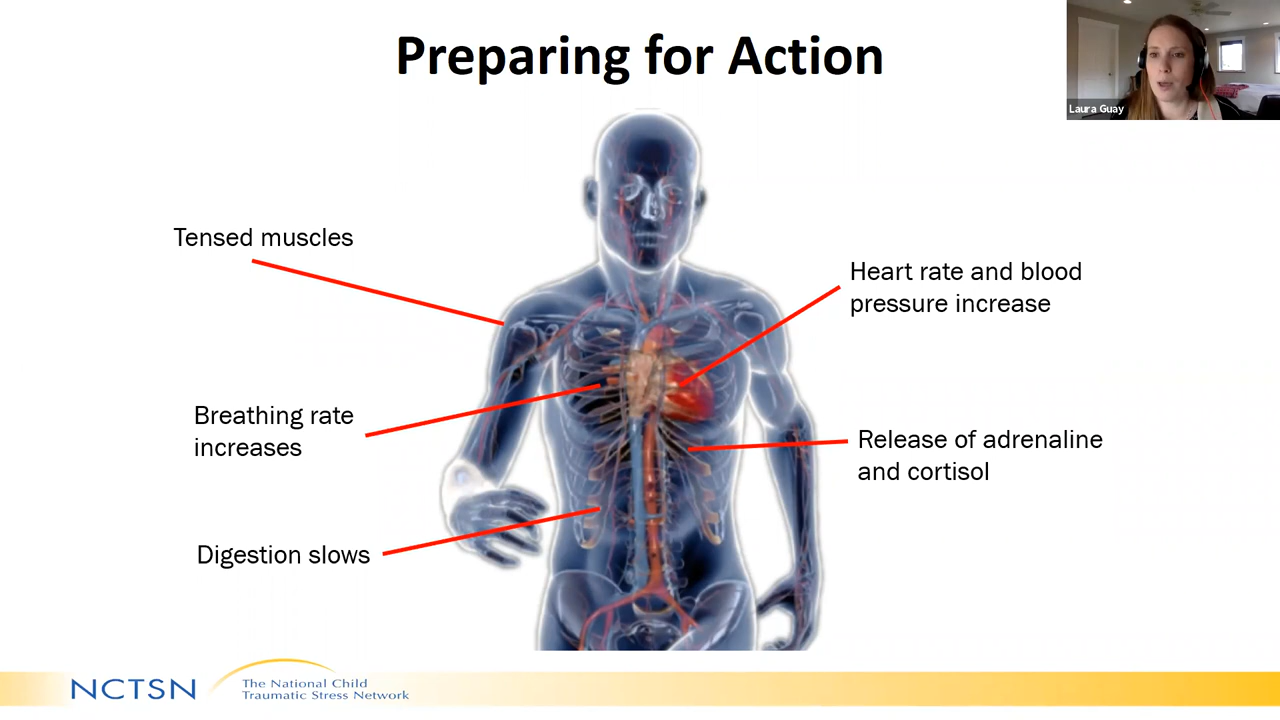 Preparing for Action
Laura Guay
Tensed muscles
Heart rate and blood
pressure increase
Breathing rate
increases
Release of adrenaline
and cortisol
Digestion slows
NCTSN
The National Child
Traumatic Stress Network